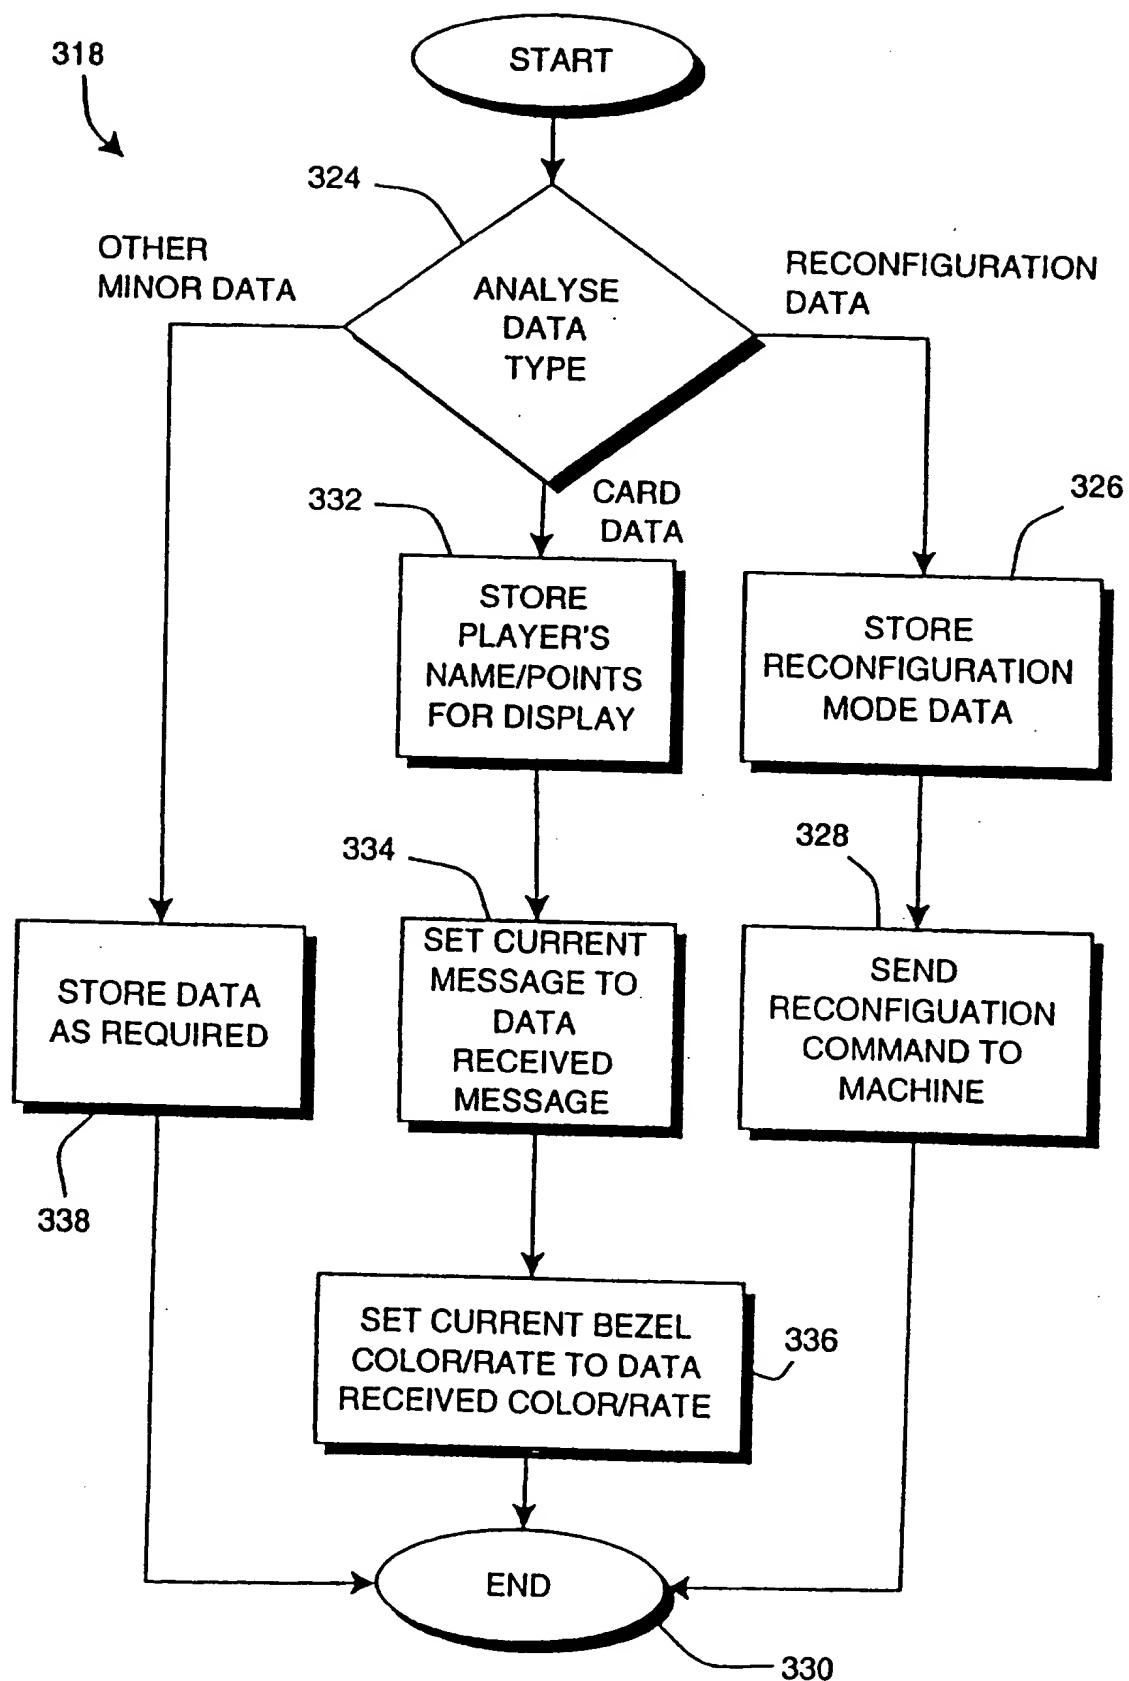 318
START
324
OTHER
MINOR DATA
ANALYSE
DATA
TYPE
RECONFIGURATION
DATA
332
CARD
DATA
326
STORE
PLAYER'S
NAME/POINTS
FOR DISPLAY
STORE
RECONFIGURATION
MODE DATA
334
328
STORE DATA
AS REQUIRED
SET CURRENT
MESSAGE TO
DATA
RECEIVED
MESSAGE
SEND
RECONFIGUATION
COMMAND TO
MACHINE
338
SET CURRENT BEZEL
COLOR/RATE TO DATA
RECEIVED COLOR/RATE
336
END
330